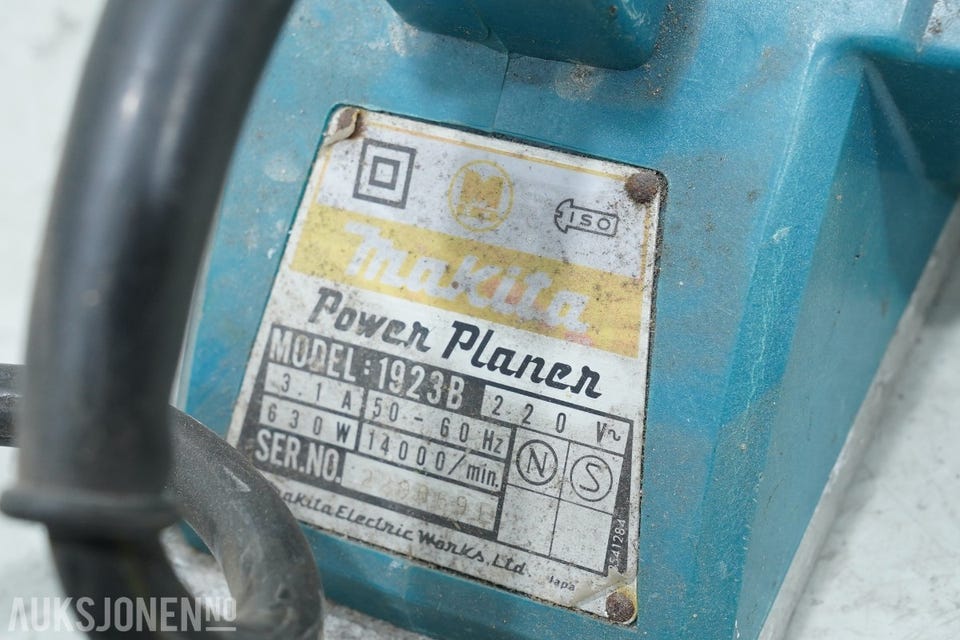 ISO
makita
Power Planer
MODEL: 1923B 220 V~
3.1 A 50-60 Hz
630 W 14000/min. N S
SER.NO.
Makita Electric Works, Ltd. Japa
AUKSJONEN.NO